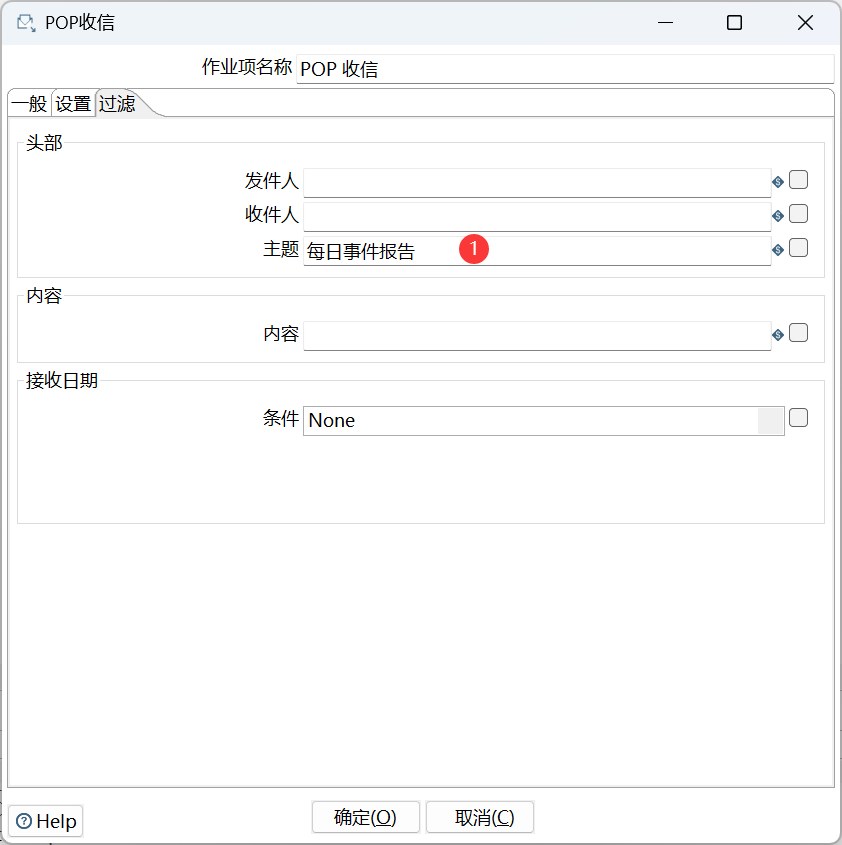 POP收信
作业项名称 POP 收信
一般 设置 过滤
头部
发件人
收件人
主题 每日事件报告 1
内容
内容
接收日期
条件 None
Help 确定(O) 取消(C)